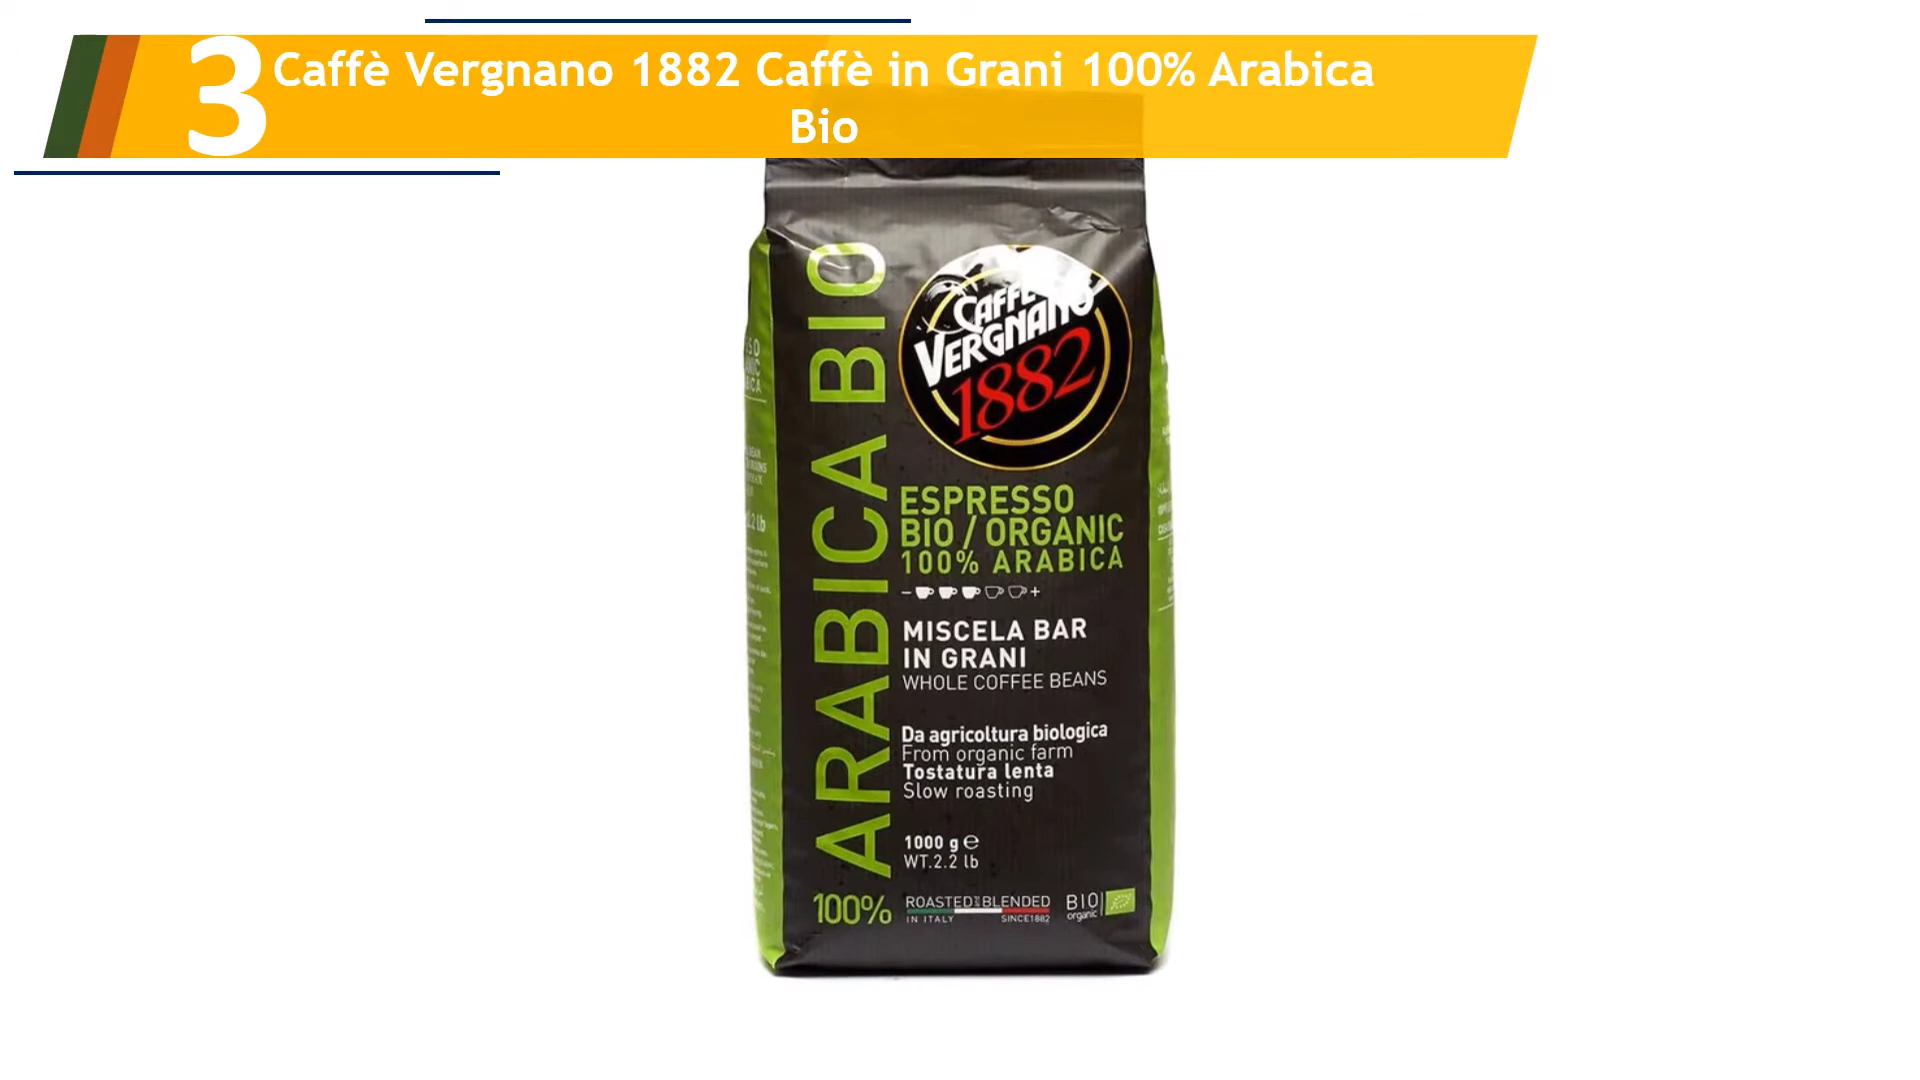 3
Caffè Vergnano 1882 Caffè in Grani 100% Arabica
Bio
ARABICA BIO
100%
CAFFÈ
VERGNANO
1882
ESPRESSO
BIO / ORGANIC
100% ARABICA
- +
MISCELA BAR
IN GRANI
WHOLE COFFEE BEANS
Da agricoltura biologica
From organic farm
Tostatura lenta
Slow roasting
1000 g ℮
WT.2.2 lb
ROASTED AND BLENDED
IN ITALY SINCE1882
BIO
organic